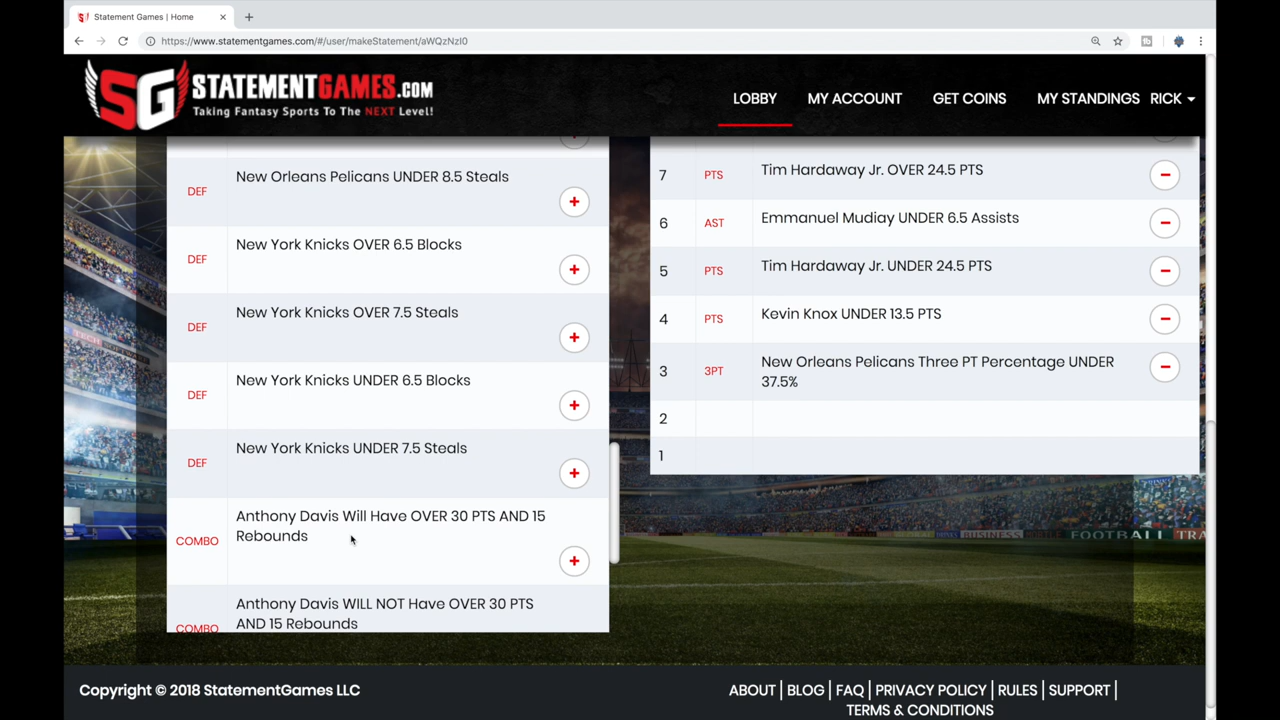 Statement Games | Home
https://www.statementgames.com/#/user/makeStatement/aWQzNzI0
SG STATEMENTGAMES.COM
Taking Fantasy Sports To The NEXT Level!
LOBBY
MY ACCOUNT
GET COINS
MY STANDINGS
RICK
DEF New Orleans Pelicans UNDER 8.5 Steals
DEF New York Knicks OVER 6.5 Blocks
DEF New York Knicks OVER 7.5 Steals
DEF New York Knicks UNDER 6.5 Blocks
DEF New York Knicks UNDER 7.5 Steals
COMBO Anthony Davis Will Have OVER 30 PTS AND 15
Rebounds
COMBO Anthony Davis WILL NOT Have OVER 30 PTS
AND 15 Rebounds
7 PTS Tim Hardaway Jr. OVER 24.5 PTS
6 AST Emmanuel Mudiay UNDER 6.5 Assists
5 PTS Tim Hardaway Jr. UNDER 24.5 PTS
4 PTS Kevin Knox UNDER 13.5 PTS
3 3PT New Orleans Pelicans Three PT Percentage UNDER
37.5%
2
1
BUSINESS
FOOTBALL
Copyright © 2018 StatementGames LLC
ABOUT | BLOG | FAQ | PRIVACY POLICY | RULES | SUPPORT |
TERMS & CONDITIONS